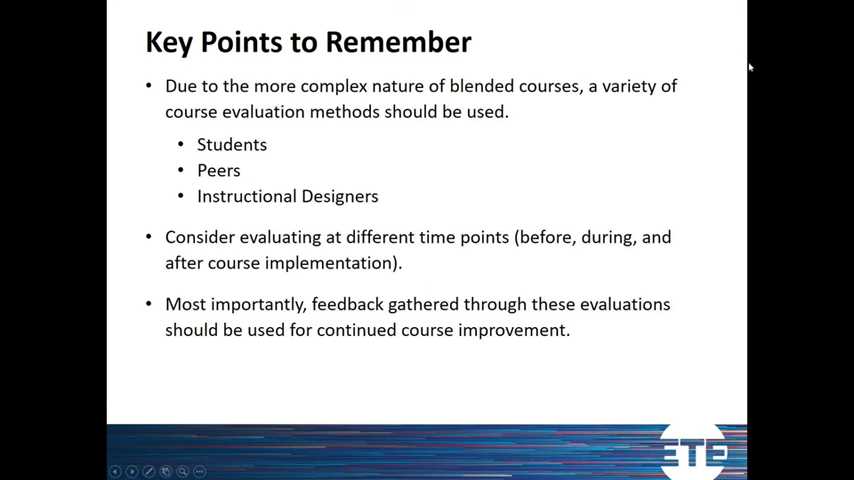 Key Points to Remember
• Due to the more complex nature of blended courses, a variety of
course evaluation methods should be used.
• Students
• Peers
• Instructional Designers
• Consider evaluating at different time points (before, during, and
after course implementation).
• Most importantly, feedback gathered through these evaluations
should be used for continued course improvement.
ETE